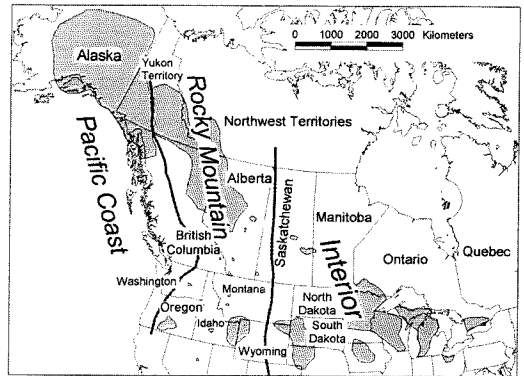 0 1000 2000 3000 Kilometers
Alaska
Yukon
Territory
Rocky Mountain
Northwest Territories
Pacific Coast
Alberta
Saskatchewan
Manitoba
Interior
British
Columbia
Ontario
Quebec
Washington
Montana
North
Dakota
Oregon
Idaho
South
Dakota
Wyoming